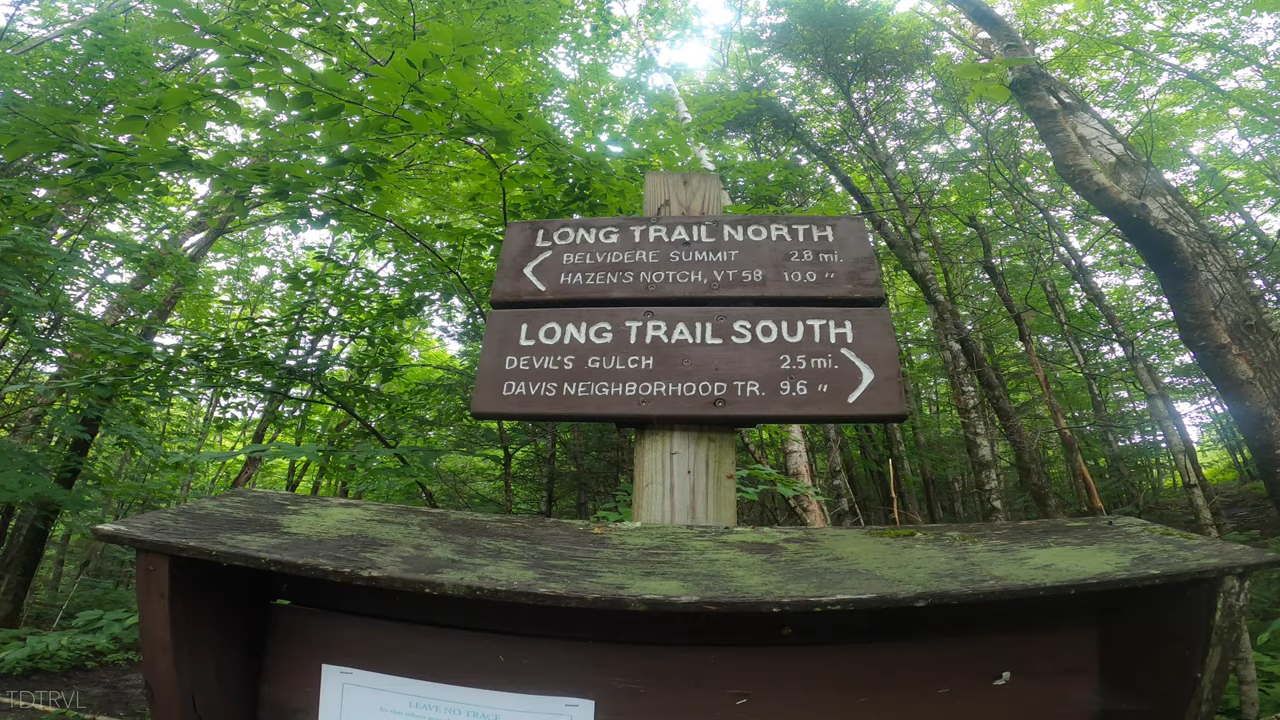 LONG TRAIL NORTH
BELVIDERE SUMMIT 2.8 mi.
HAZEN'S NOTCH, VT 58 10.0 "
LONG TRAIL SOUTH
DEVIL'S GULCH 2.5 mi.
DAVIS NEIGHBORHOOD TR. 9.6 "
LEAVE NO TRACE
TDTRVL